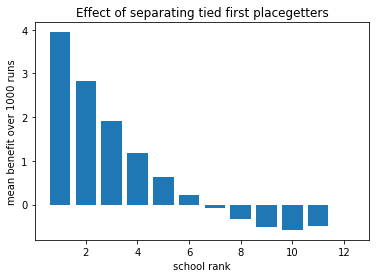 Effect of separating tied first placegetters
mean benefit over 1000 runs
4
3
2
1
0
2 4 6 8 10 12
school rank